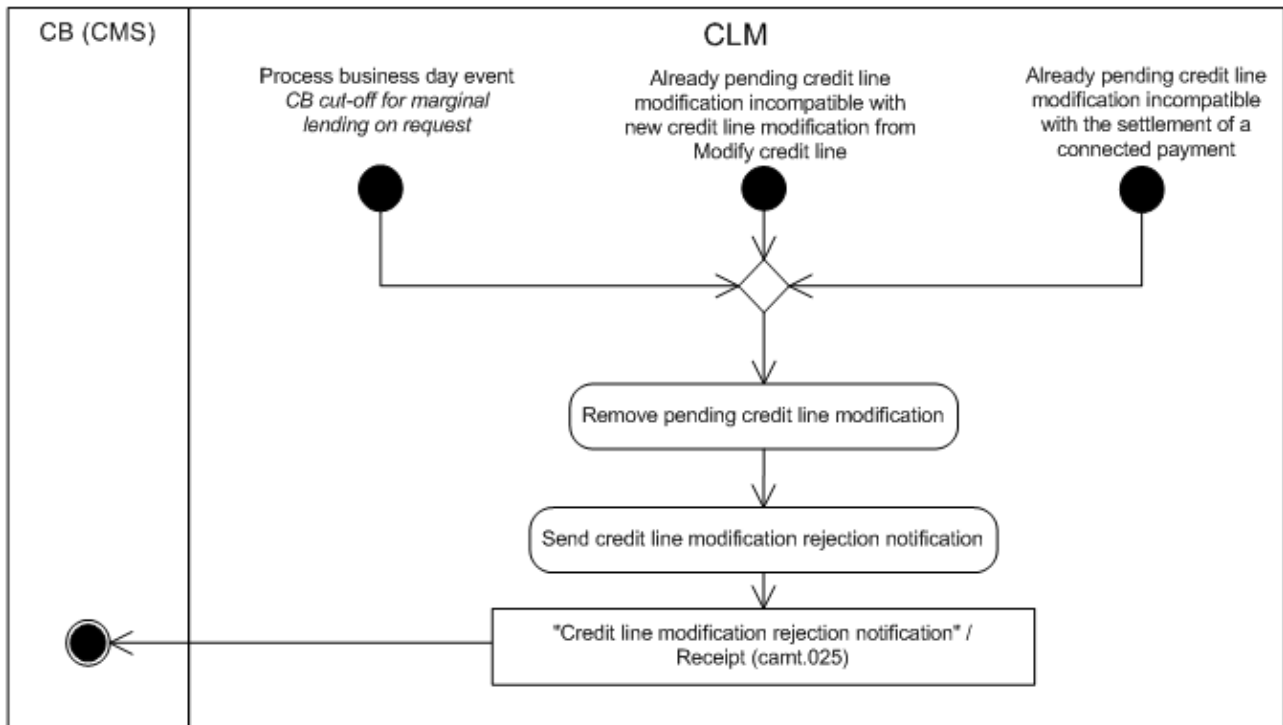 CB (CMS)
CLM
Process business day event
CB cut-off for marginal
lending on request
Already pending credit line
modification incompatible with
new credit line modification from
Modify credit line
Already pending credit line
modification incompatible
with the settlement of a
connected payment
Remove pending credit line modification
Send credit line modification rejection notification
"Credit line modification rejection notification" /
Receipt (camt.025)